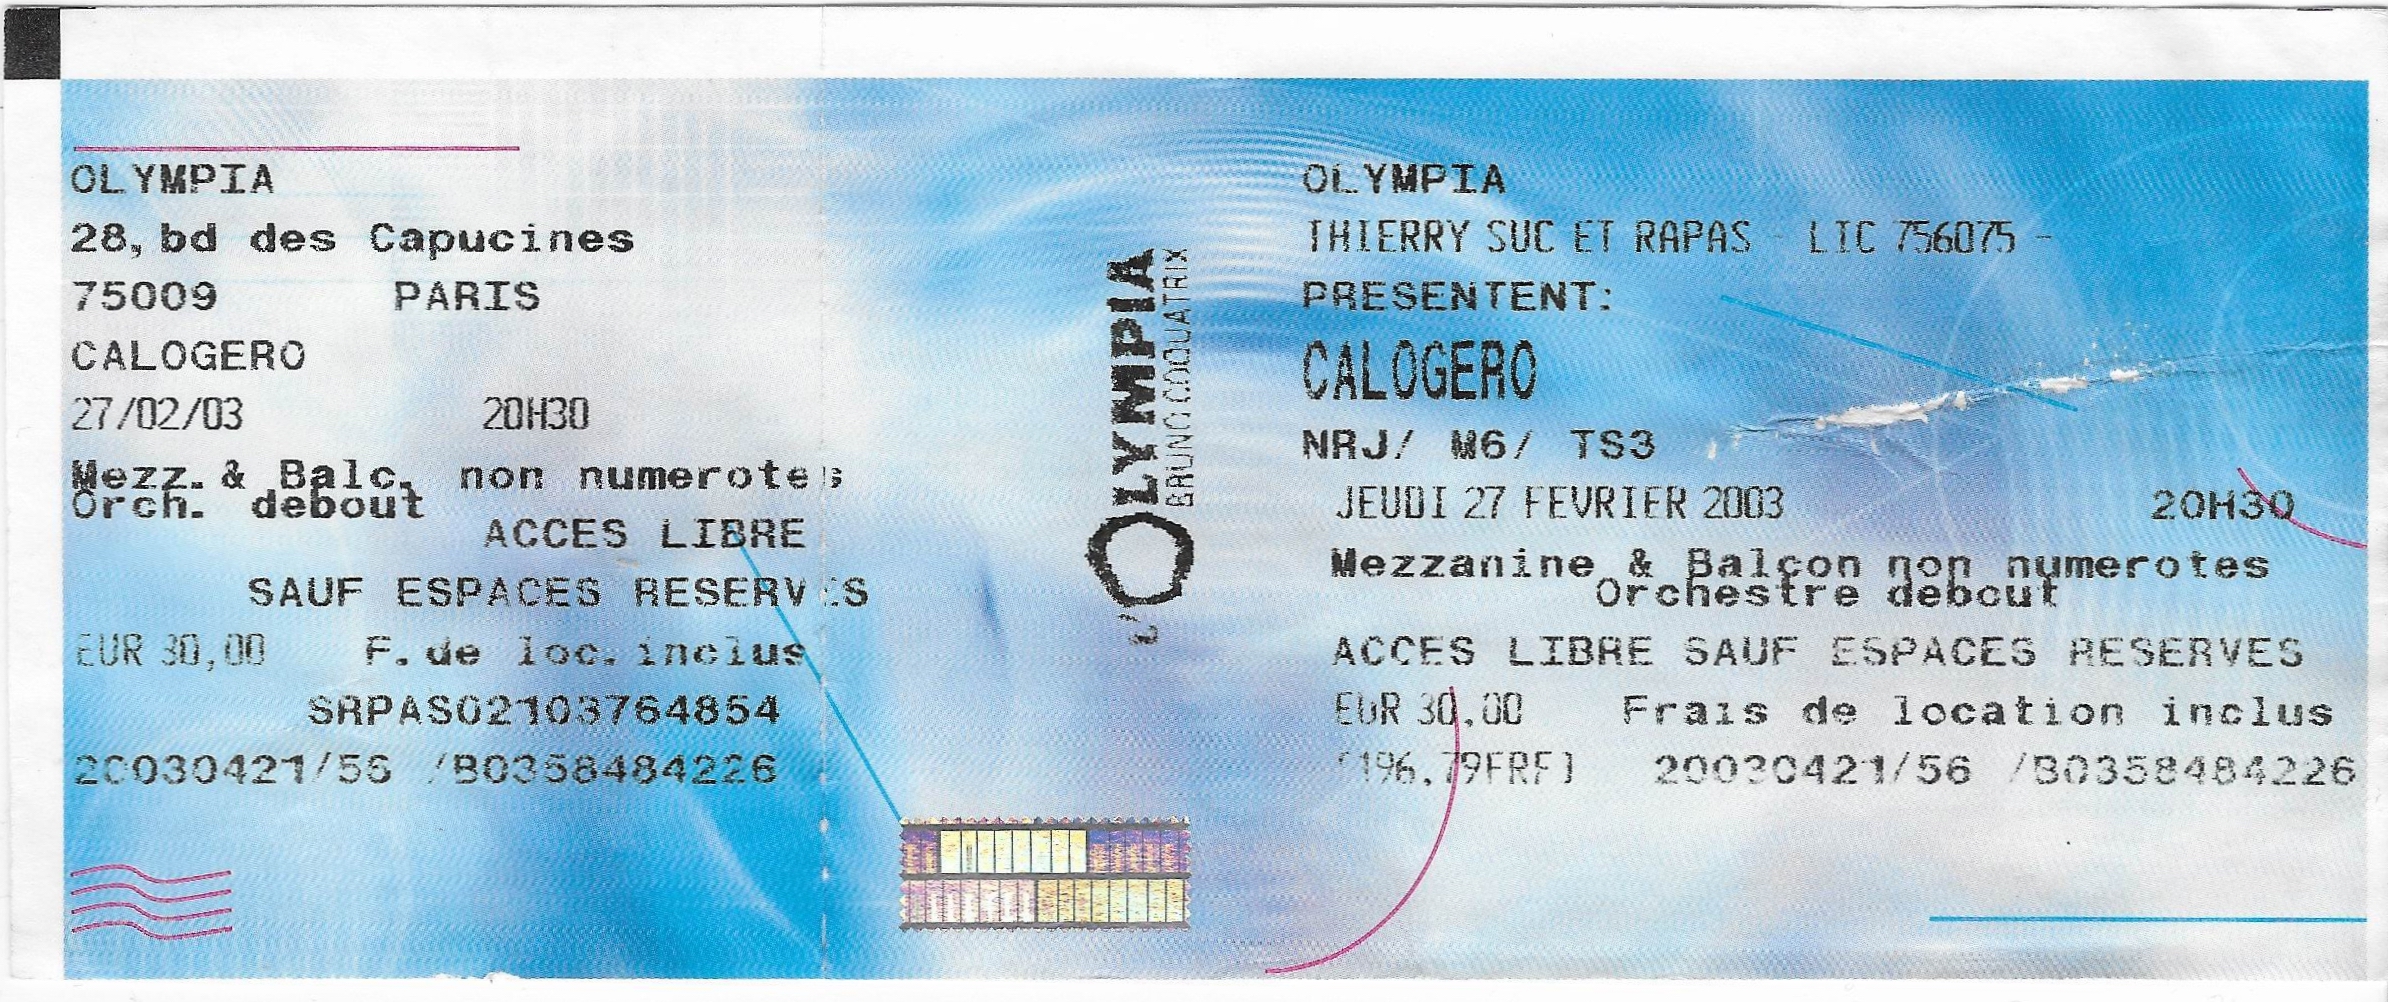 OLYMPIA
28,bd des Capucines
75009 PARIS
CALOGERO
27/02/03 20H30
Mezz.& Balc. non numerotes
Orch. debout
ACCES LIBRE
SAUF ESPACES RESERVES
EUR 30,00 F.de loc.inclus
SRPAS02103764854
20030421/56 /B0358484226
L'OLYMPIA
BRUNO COQUATRIX
OLYMPIA
THIERRY SUC ET RAPAS - LIC 756075 -
PRESENTENT:
CALOGERO
NRJ/ M6/ TS3
JEUDI 27 FEVRIER 2003 20H30
Mezzanine & Balcon non numerotes
Orchestre debout
ACCES LIBRE SAUF ESPACES RESERVES
EUR 30,00 Frais de location inclus
(196,79FRF) 20030421/56 /B0358484226